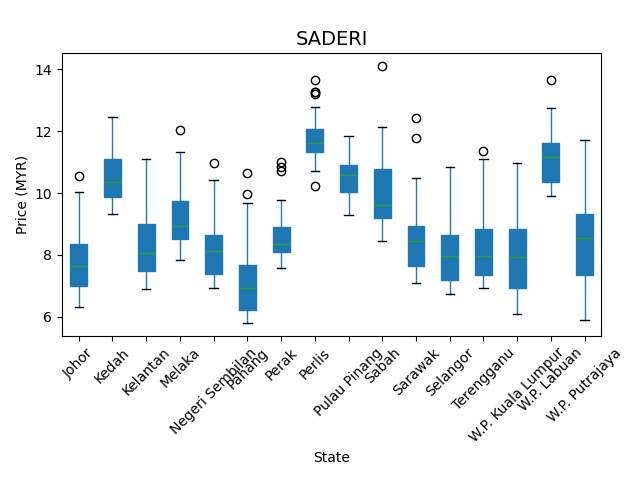 SADERI
Price (MYR)
14
12
10
8
6
Johor
Kedah
Kelantan
Melaka
Negeri Sembilan
Pahang
Perak
Perlis
Pulau Pinang
Sabah
Sarawak
Selangor
Terengganu
W.P. Kuala Lumpur
W.P. Labuan
W.P. Putrajaya
State